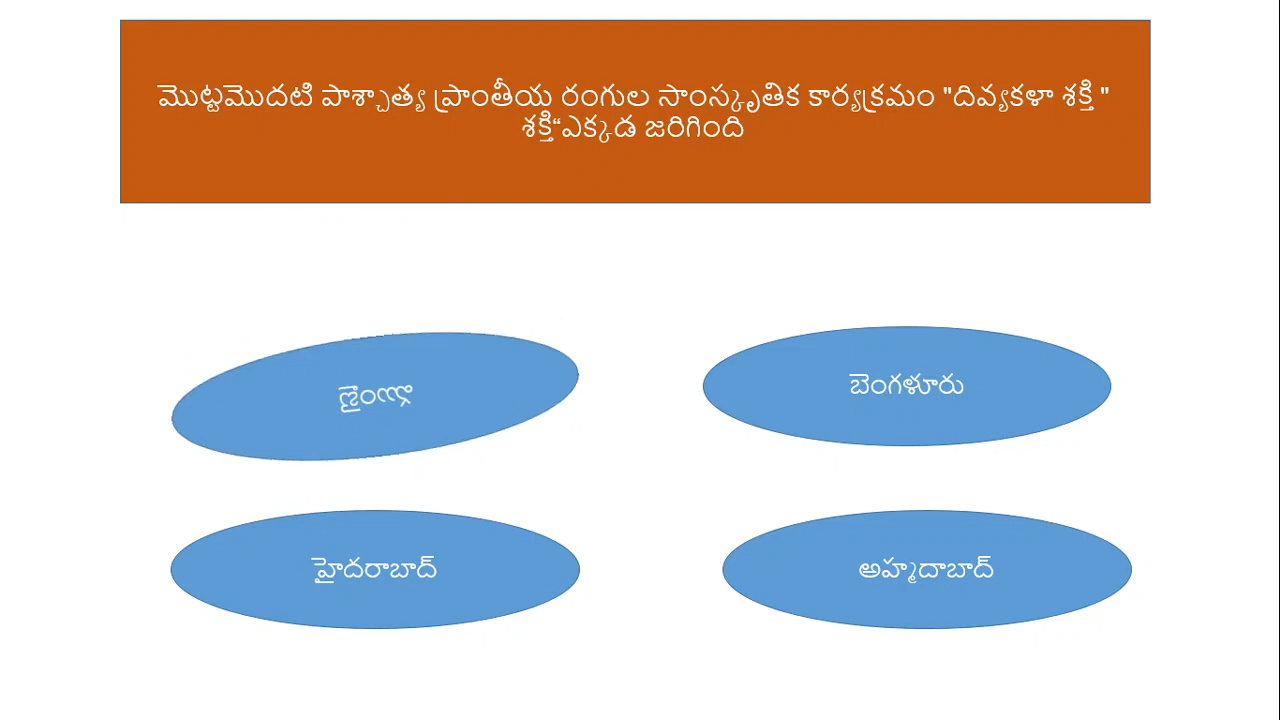 మొట్టమొదటి పాశ్చాత్య ప్రాంతీయ రంగుల సాంస్కృతిక కార్యక్రమం "దివ్యకళా శక్తి "
శక్తి“ఎక్కడ జరిగింది
ముంబై
బెంగళూరు
హైదరాబాద్
అహ్మదాబాద్